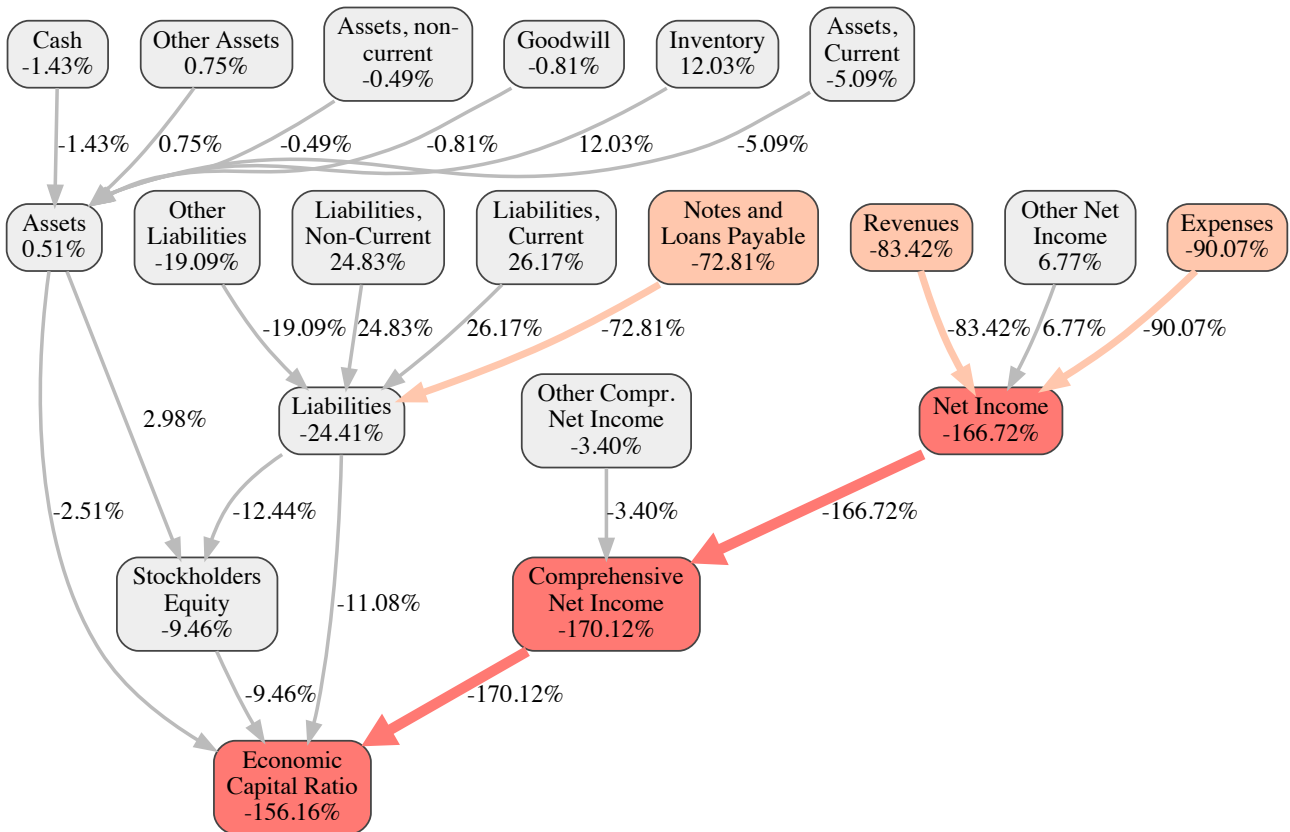 Cash
-1.43%
Other Assets
0.75%
Assets, non-
current
-0.49%
Goodwill
-0.81%
Inventory
12.03%
Assets,
Current
-5.09%
-1.43%
0.75%
-0.49%
-0.81%
12.03%
-5.09%
Assets
0.51%
Other
Liabilities
-19.09%
Liabilities,
Non-Current
24.83%
Liabilities,
Current
26.17%
Notes and
Loans Payable
-72.81%
Revenues
-83.42%
Other Net
Income
6.77%
Expenses
-90.07%
-19.09%
24.83%
26.17%
-72.81%
-83.42%
6.77%
-90.07%
2.98%
Liabilities
-24.41%
Other Compr.
Net Income
-3.40%
Net Income
-166.72%
-2.51%
-12.44%
-3.40%
-166.72%
Stockholders
Equity
-9.46%
-11.08%
Comprehensive
Net Income
-170.12%
-9.46%
-170.12%
Economic
Capital Ratio
-156.16%